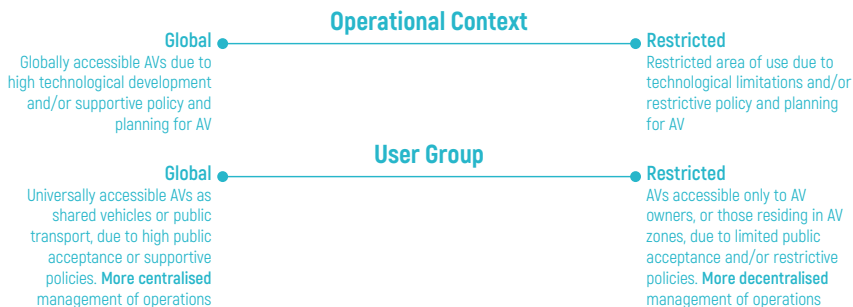 Operational Context
Global
Globally accessible AVs due to
high technological development
and/or supportive policy and
planning for AV
Restricted
Restricted area of use due to
technological limitations and/or
restrictive policy and planning
for AV
User Group
Global
Universally accessible AVs as
shared vehicles or public
transport, due to high public
acceptance or supportive
policies. More centralised
management of operations
Restricted
AVs accessible only to AV
owners, or those residing in AV
zones, due to limited public
acceptance and/or restrictive
policies. More decentralised
management of operations